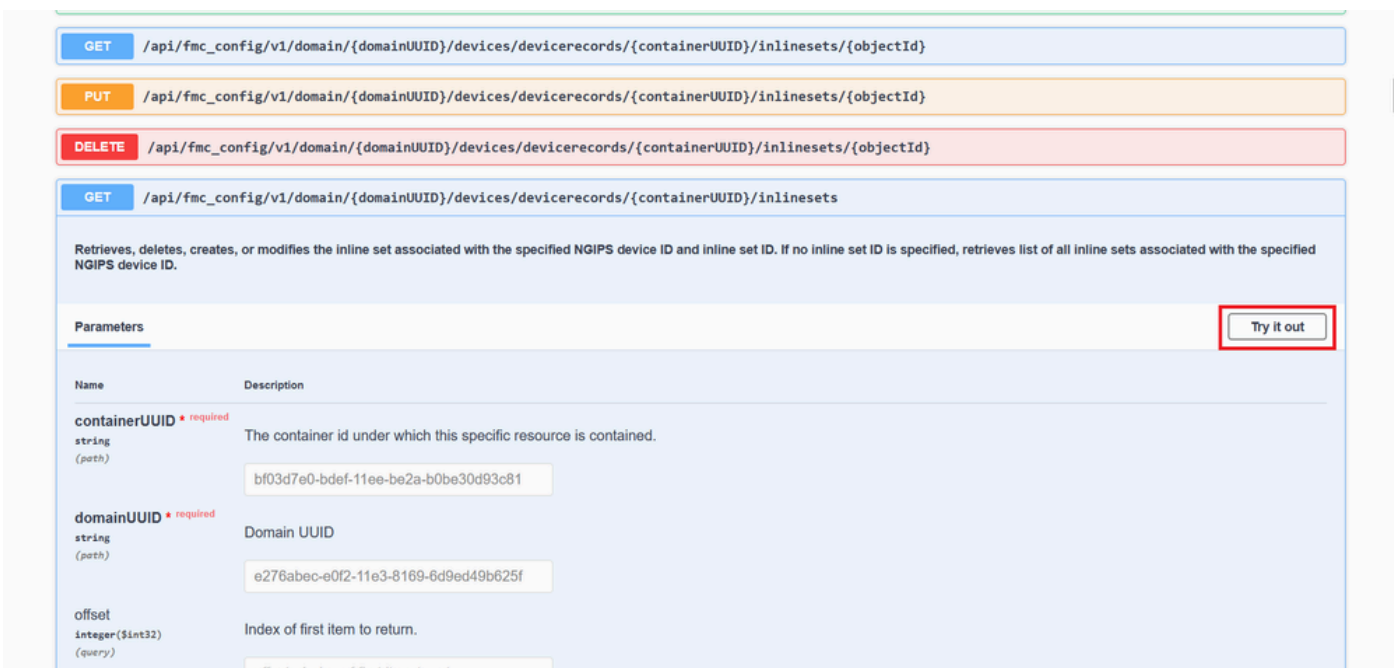 GET /api/fmc_config/v1/domain/{domainUUID}/devices/devicerecords/{containerUUID}/inlinesets/{objectId}
PUT /api/fmc_config/v1/domain/{domainUUID}/devices/devicerecords/{containerUUID}/inlinesets/{objectId}
DELETE /api/fmc_config/v1/domain/{domainUUID}/devices/devicerecords/{containerUUID}/inlinesets/{objectId}
GET /api/fmc_config/v1/domain/{domainUUID}/devices/devicerecords/{containerUUID}/inlinesets
Retrieves, deletes, creates, or modifies the inline set associated with the specified NGIPS device ID and inline set ID. If no inline set ID is specified, retrieves list of all inline sets associated with the specified
NGIPS device ID.
Parameters Try it out
Name Description
containerUUID * required
string
(path)
The container id under which this specific resource is contained.
bf03d7e0-bdef-11ee-be2a-b0be30d93c81
domainUUID * required
string
(path)
Domain UUID
e276abec-e0f2-11e3-8169-6d9ed49b625f
offset
integer($int32)
(query)
Index of first item to return.